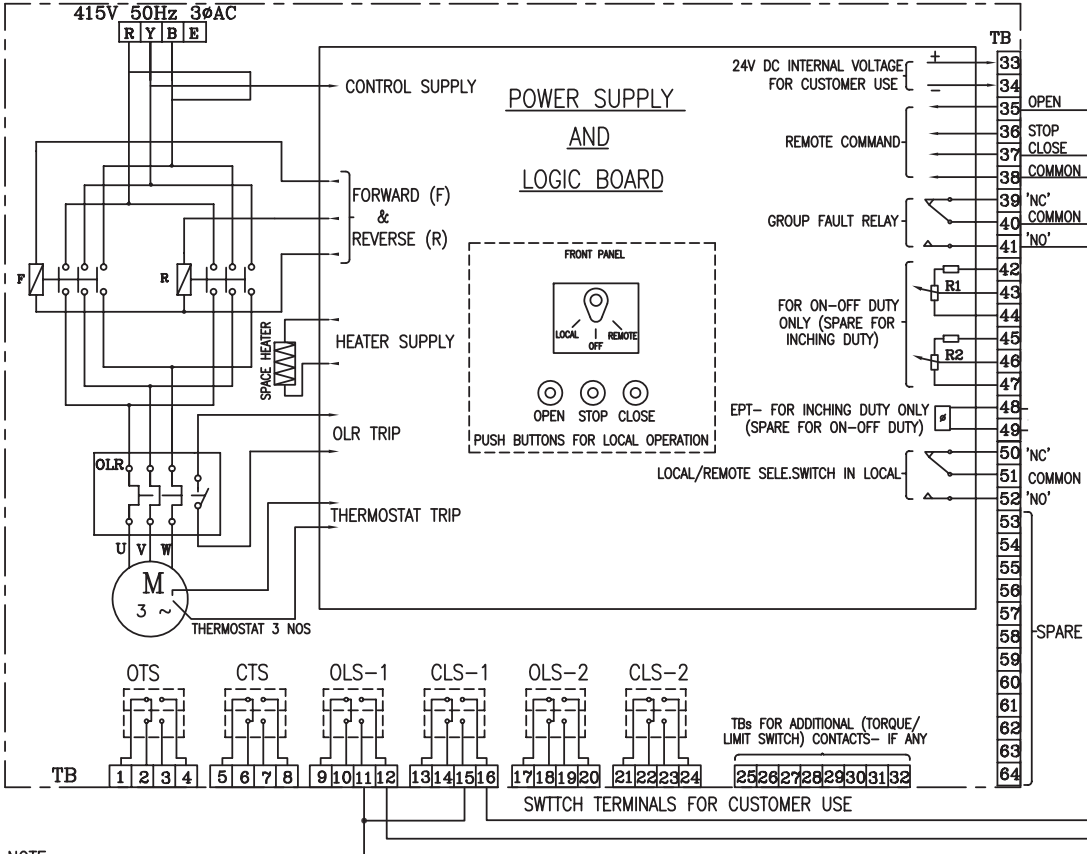 415V 50Hz 3øAC
R Y B E
CONTROL SUPPLY
POWER SUPPLY
AND
LOGIC BOARD
FORWARD (F)
&
REVERSE (R)
F
R
SPACE HEATER
HEATER SUPPLY
FRONT PANEL
LOCAL
OFF
REMOTE
OPEN STOP CLOSE
PUSH BUTTONS FOR LOCAL OPERATION
OLR TRIP
OLR
THERMOSTAT TRIP
U V W
M
3 ~
THERMOSTAT 3 NOS
TB
24V DC INTERNAL VOLTAGE
FOR CUSTOMER USE
+
−
REMOTE COMMAND
GROUP FAULT RELAY
FOR ON-OFF DUTY
ONLY (SPARE FOR
INCHING DUTY)
R1
R2
EPT- FOR INCHING DUTY ONLY
(SPARE FOR ON-OFF DUTY)
ø
LOCAL/REMOTE SELE.SWITCH IN LOCAL
33
34
35 OPEN
36 STOP
37 CLOSE
38 COMMON
39 'NC'
40 COMMON
41 'NO'
42
43
44
45
46
47
48
49
50 'NC'
51 COMMON
52 'NO'
53
54
55
56
57
58 SPARE
59
60
61
62
63
64
OTS CTS OLS-1 CLS-1 OLS-2 CLS-2
TBs FOR ADDITIONAL (TORQUE/
LIMIT SWITCH) CONTACTS- IF ANY
TB 1 2 3 4 5 6 7 8 9 10 11 12 13 14 15 16 17 18 19 20 21 22 23 24 25 26 27 28 29 30 31 32
SWTTCH TERMINALS FOR CUSTOMER USE
NOTE